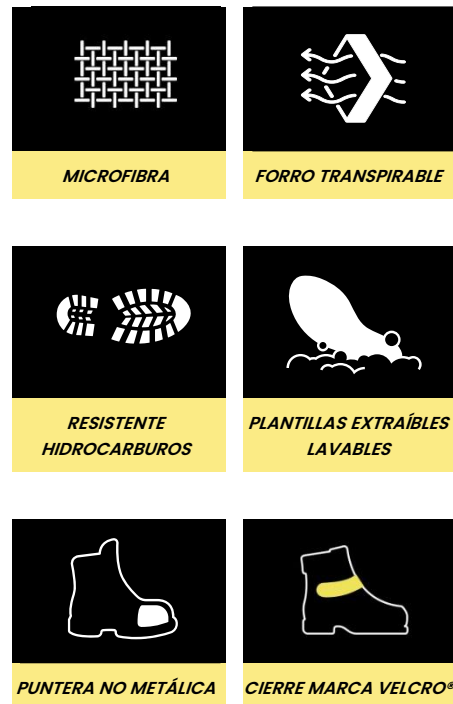 MICROFIBRA
FORRO TRANSPIRABLE
RESISTENTE
HIDROCARBUROS
PLANTILLAS EXTRAÍBLES
LAVABLES
PUNTERA NO METÁLICA
CIERRE MARCA VELCRO®